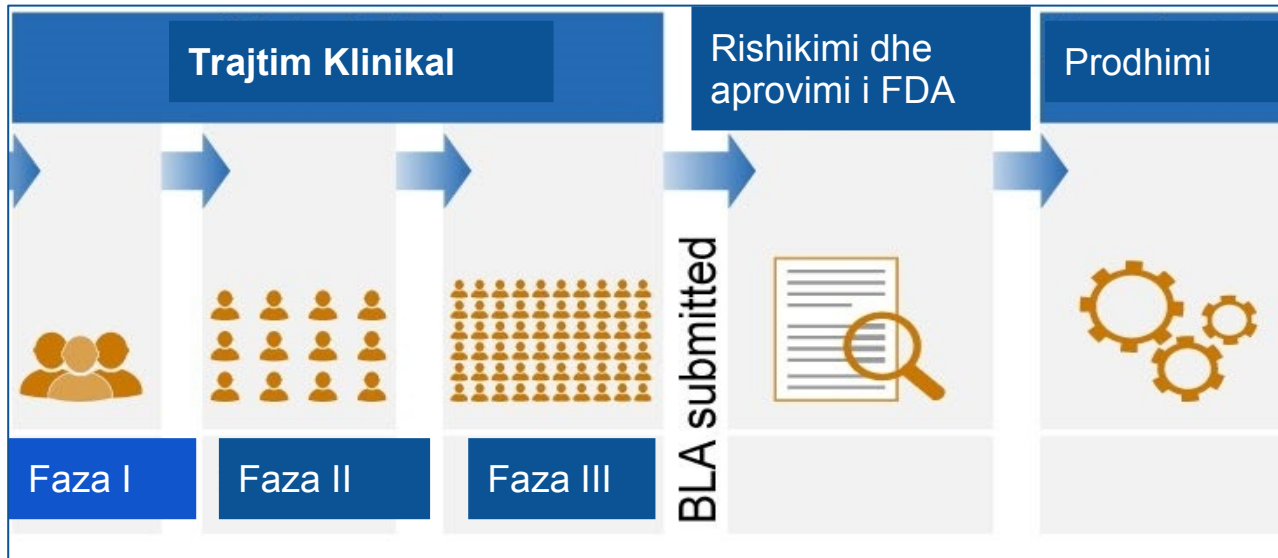 Trajtim Klinikal
Rishikimi dhe
aprovimi i FDA
Prodhimi
BLA submitted
Faza I
Faza II
Faza III